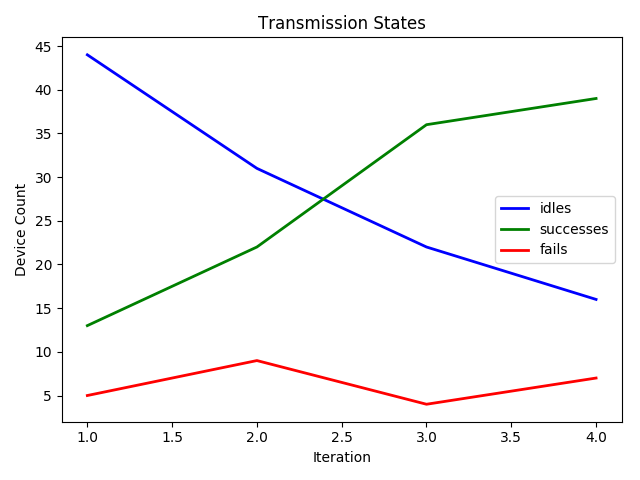 Transmission States
45
40
35
30
25
20
15
10
5
Device Count
idles
successes
fails
1.0 1.5 2.0 2.5 3.0 3.5 4.0
Iteration